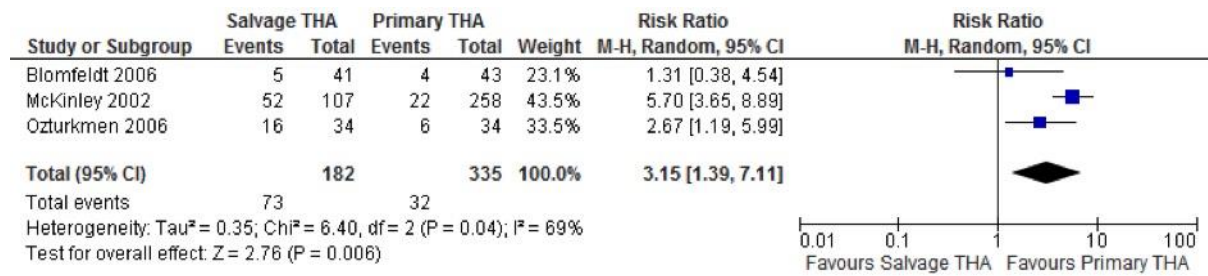 Salvage THA Primary THA Risk Ratio Risk Ratio
Study or Subgroup Events Total Events Total Weight M-H, Random, 95% CI M-H, Random, 95% CI
Blomfeldt 2006 5 41 4 43 23.1% 1.31 [0.38, 4.54]
McKinley 2002 52 107 22 258 43.5% 5.70 [3.65, 8.89]
Ozturkmen 2006 16 34 6 34 33.5% 2.67 [1.19, 5.99]
Total (95% CI) 182 335 100.0% 3.15 [1.39, 7.11]
Total events 73 32
Heterogeneity: Tau² = 0.35; Chi² = 6.40, df = 2 (P = 0.04); I² = 69%
Test for overall effect: Z = 2.76 (P = 0.006)
0.01 0.1 1 10 100
Favours Salvage THA Favours Primary THA